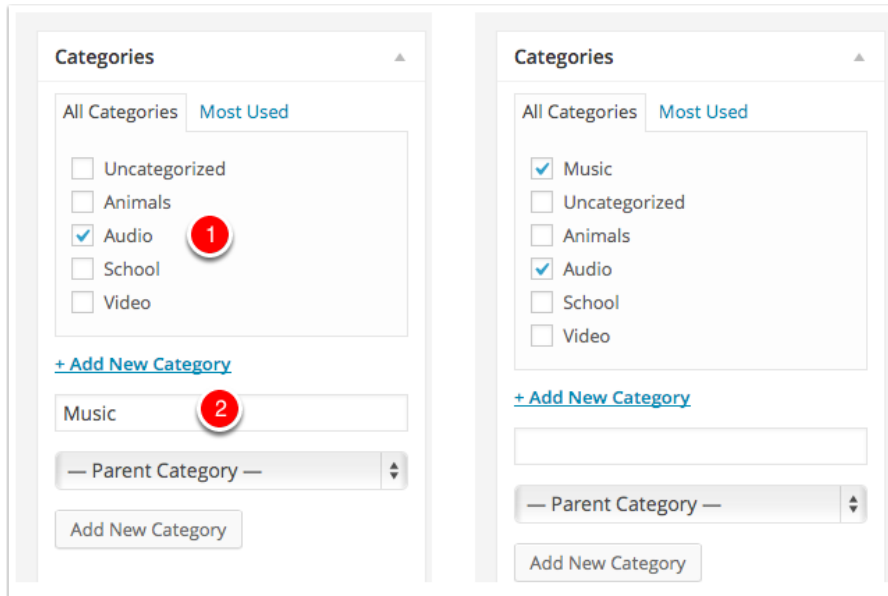 Categories
All Categories Most Used
Uncategorized
Animals
Audio 1
School
Video
+ Add New Category
Music 2
— Parent Category —
Add New Category
Categories
All Categories Most Used
Music
Uncategorized
Animals
Audio
School
Video
+ Add New Category
— Parent Category —
Add New Category